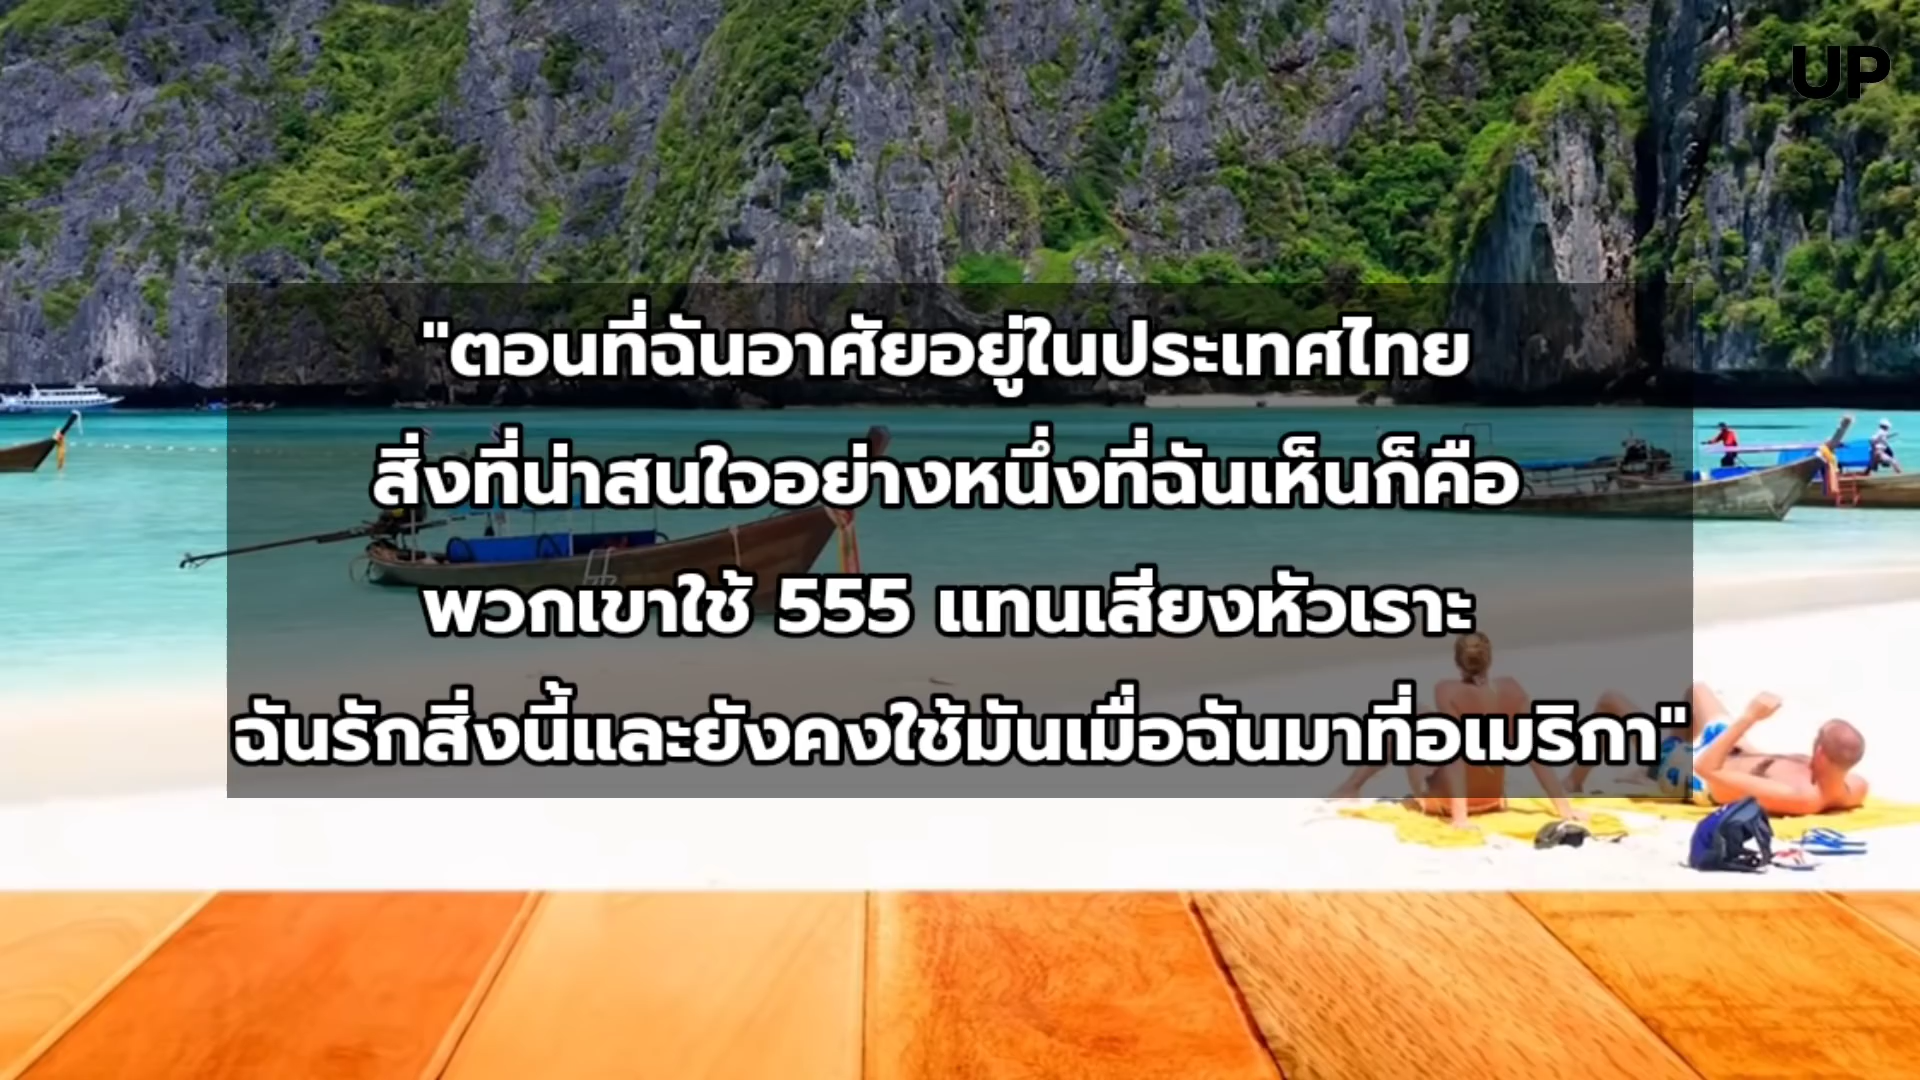 UP
"ตอนที่ฉันอาศัยอยู่ในประเทศไทย
สิ่งที่น่าสนใจอย่างหนึ่งที่ฉันเห็นก็คือ
พวกเขาใช้ 555 แทนเสียงหัวเราะ
ฉันรักสิ่งนี้และยังคงใช้มันเมื่อฉันมาที่อเมริกา"